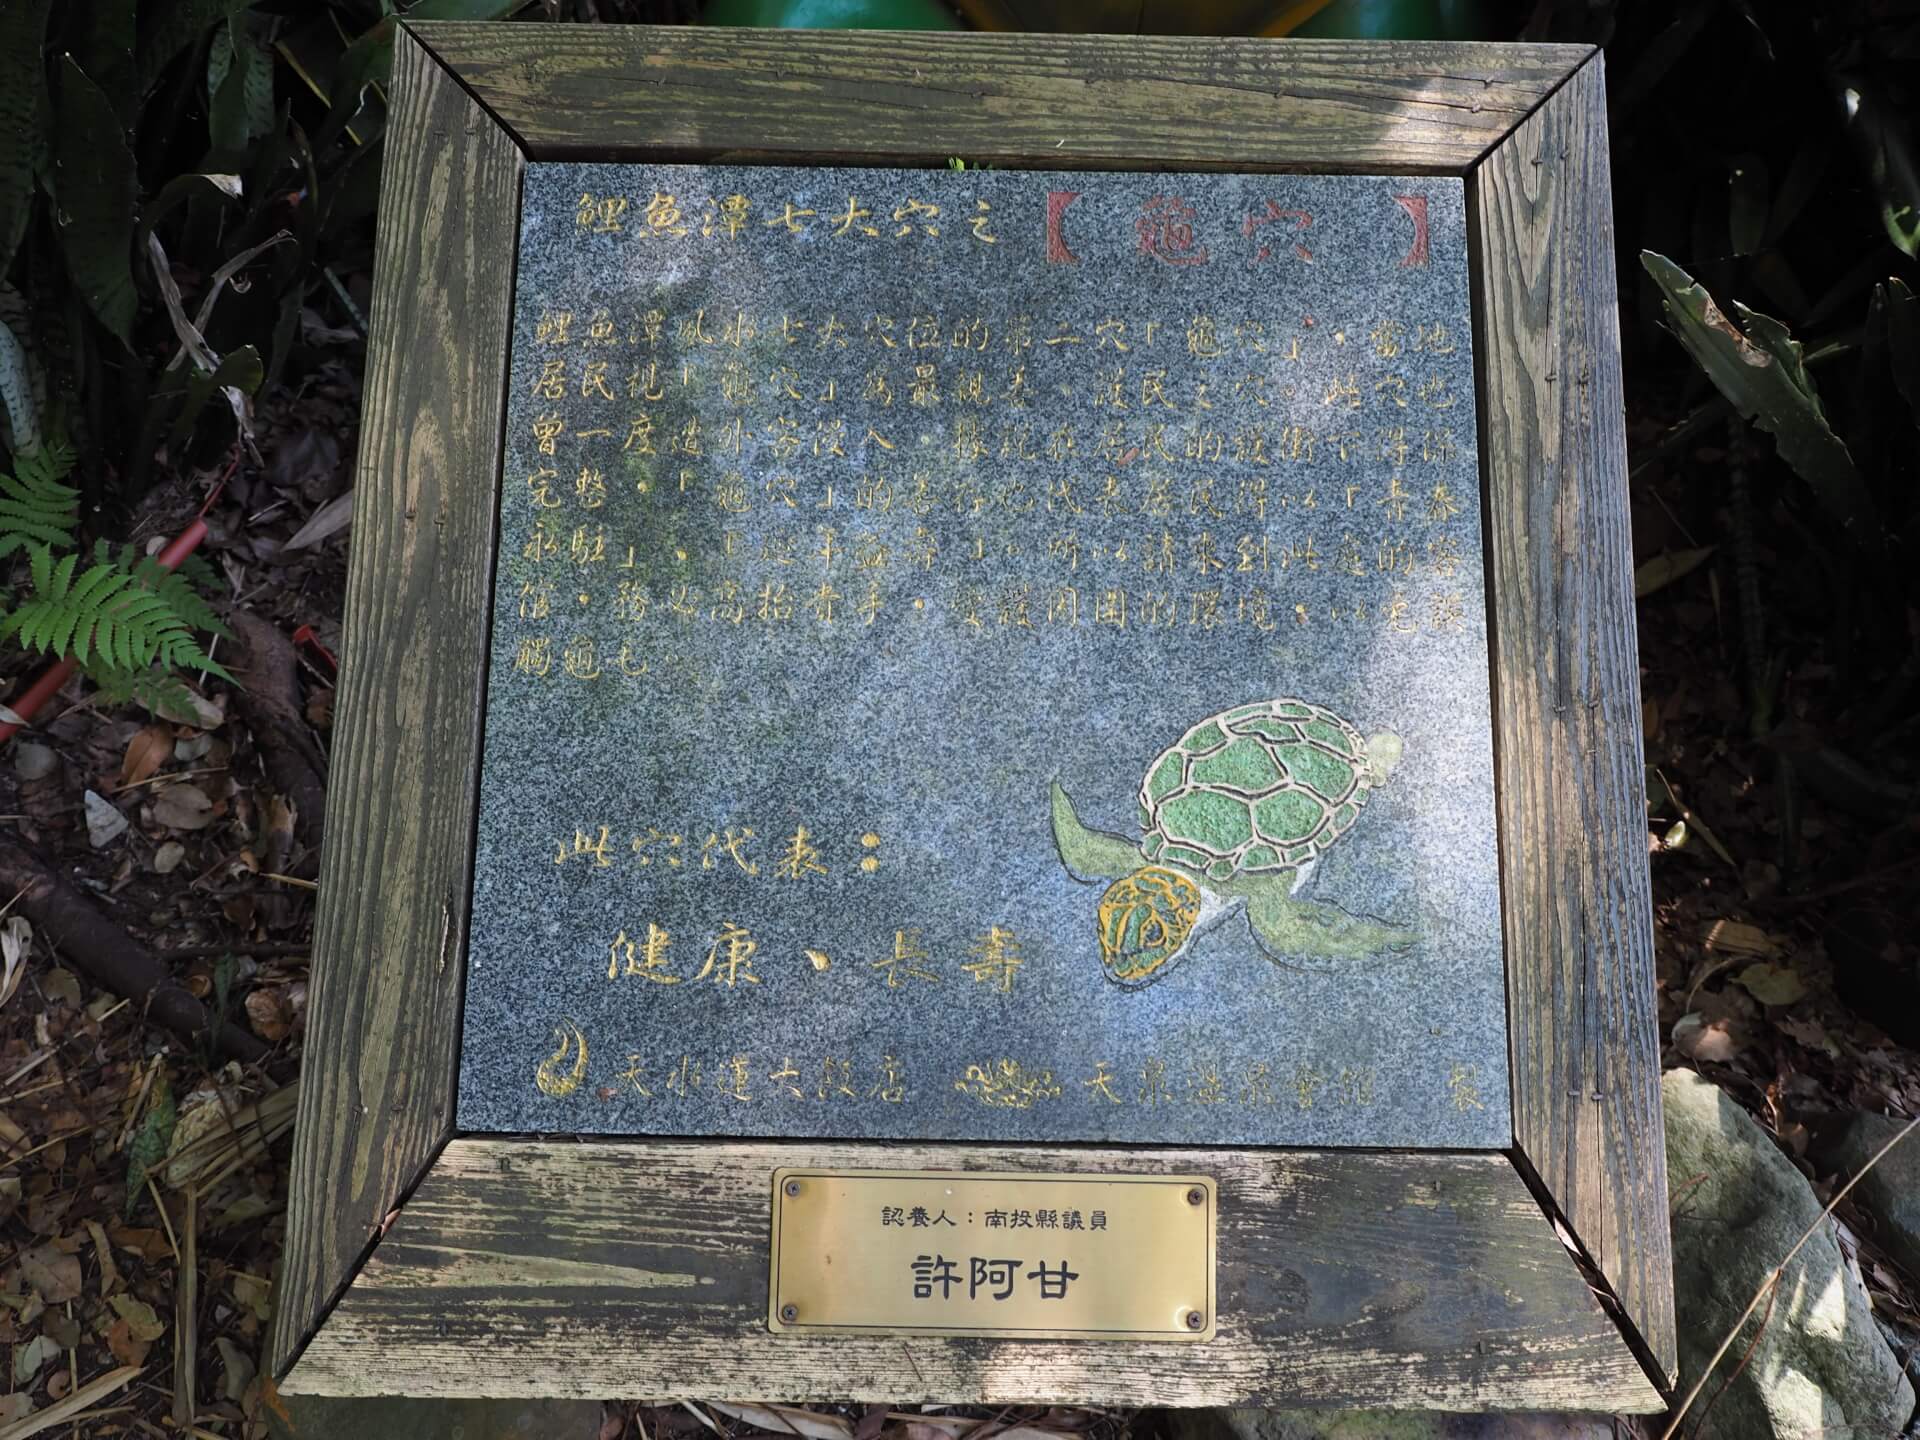 鯉魚潭七大穴之【 龜穴 】
鯉魚潭風水七大穴位的第二穴「龜穴」,當地
居民視「龜穴」為最親善、護民之穴。此穴也
曾一度遭外客侵入,據說在居民的護衛下得保
完整,「龜穴」的善存也代表居民得以「青春
永駐」,「延年益壽」。所以請來到此處的客
倌,務必高抬貴手,愛護周圍的環境,以免誤
觸龜毛。
此穴代表:
健康、長壽
天水蓮大飯店 天泉溫泉會館 製
認養人:南投縣議員
許阿甘